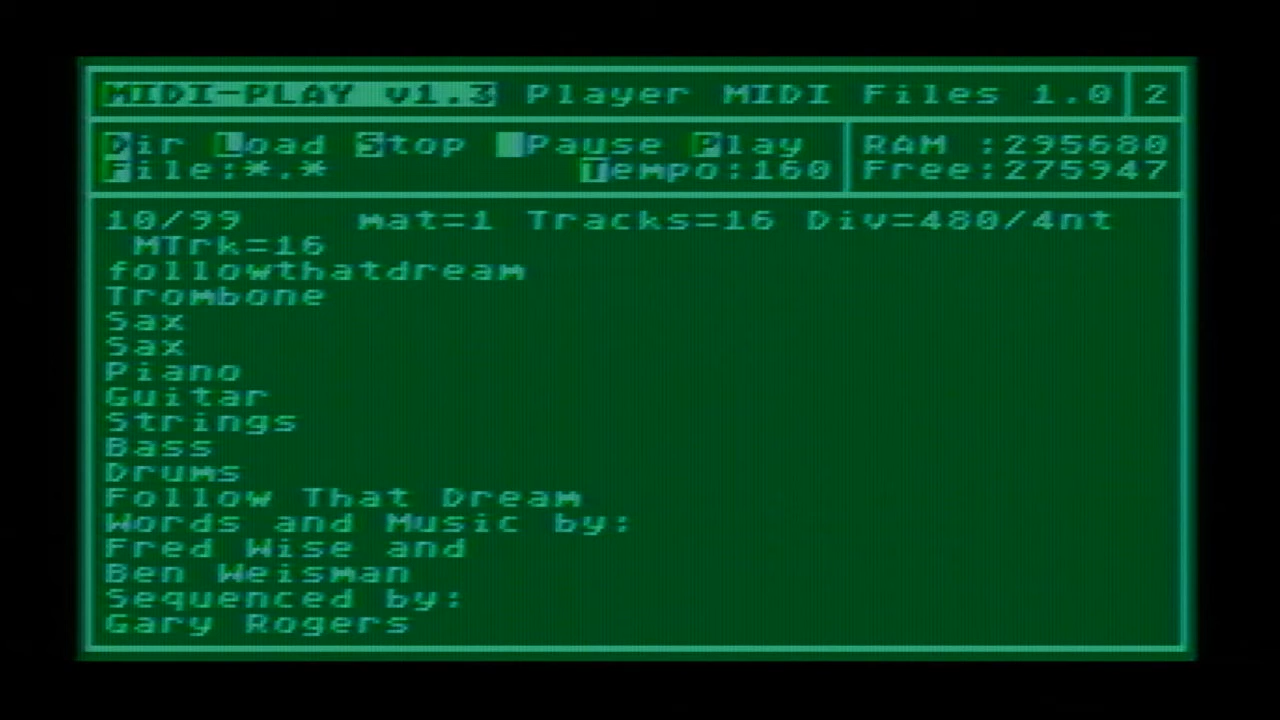 MIDI-PLAY v1.3 Player MIDI Files 1.0 2
Dir Load Stop Pause Play RAM :295680
File:*.* Tempo:160 Free:275947
10/99 mat=1 Tracks=16 Div=480/4nt
MTrk=16
followthatdream
Trombone
Sax
Sax
Piano
Guitar
Strings
Bass
Drums
Follow That Dream
Words and Music by:
Fred Wise and
Ben Weisman
Sequenced by:
Gary Rogers